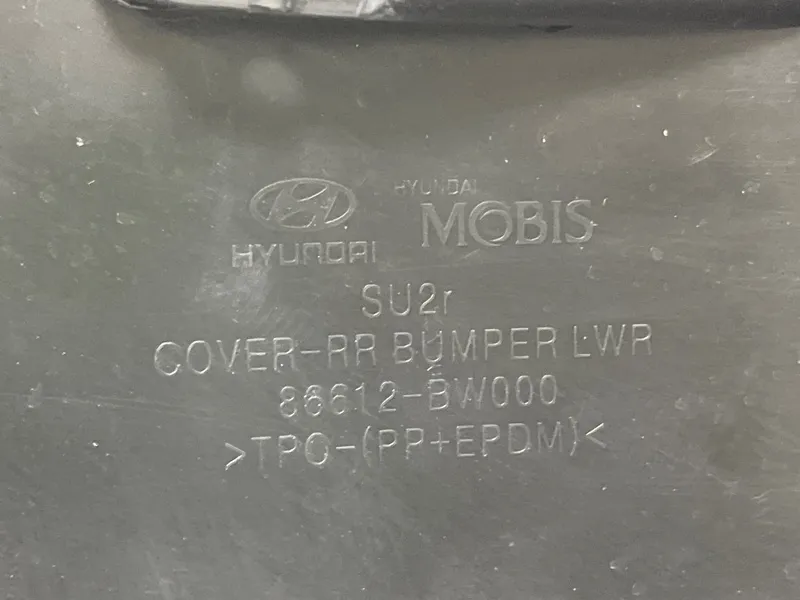 HYUNDAI
HYUNDAI
MOBIS
SU2r
COVER-RR BUMPER LWR
86612-BW000
>TPO-(PP+EPDM)<